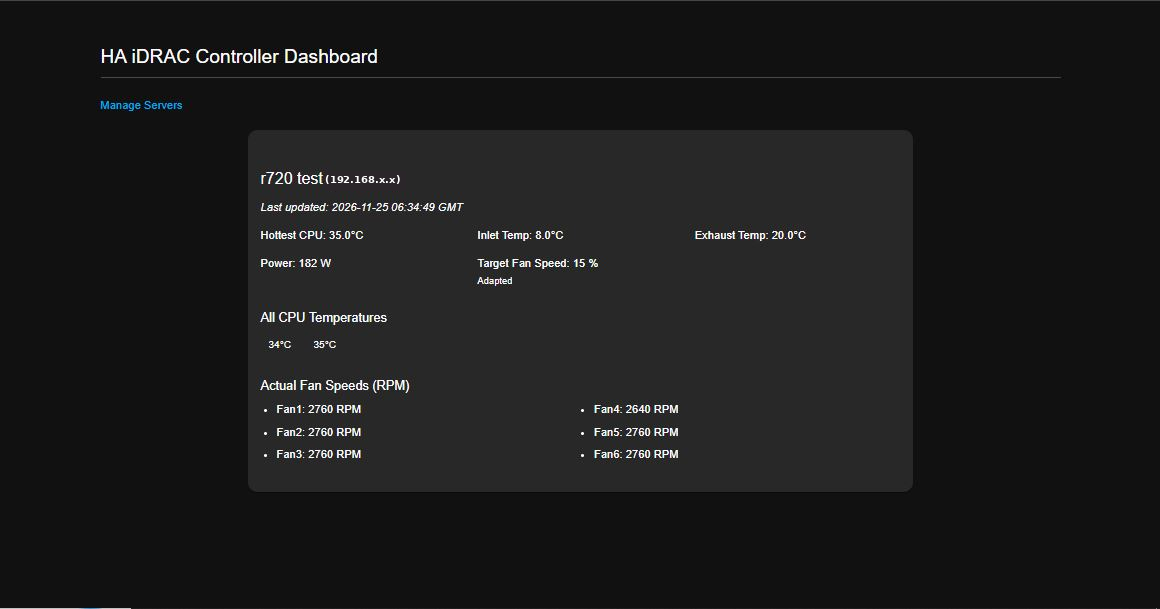 HA iDRAC Controller Dashboard
Manage Servers
r720 test (192.168.x.x)
Last updated: 2026-11-25 06:34:49 GMT
Hottest CPU: 35.0°C Inlet Temp: 8.0°C Exhaust Temp: 20.0°C
Power: 182 W Target Fan Speed: 15 %
Adapted
All CPU Temperatures
34°C 35°C
Actual Fan Speeds (RPM)
• Fan1: 2760 RPM • Fan4: 2640 RPM
• Fan2: 2760 RPM • Fan5: 2760 RPM
• Fan3: 2760 RPM • Fan6: 2760 RPM